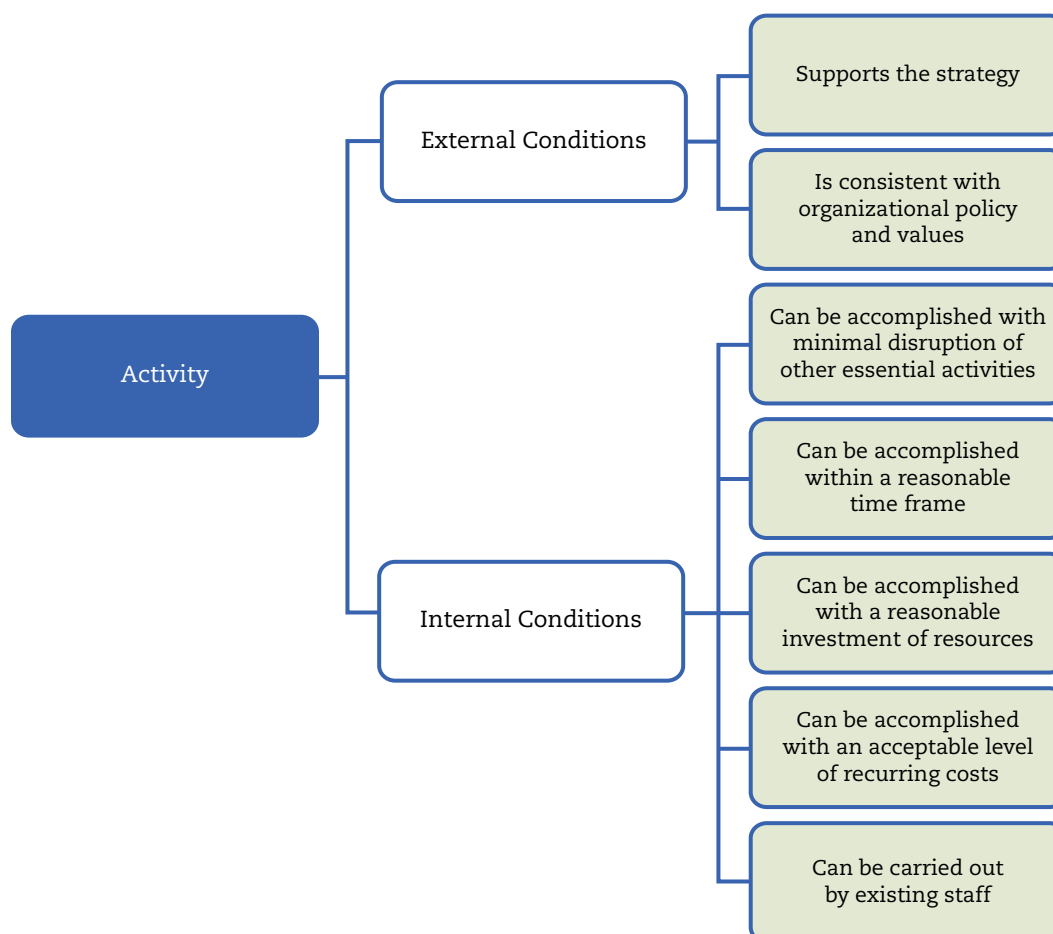 Activity
External Conditions
Supports the strategy
Is consistent with
organizational policy
and values
Internal Conditions
Can be accomplished with
minimal disruption of
other essential activities
Can be accomplished
within a reasonable
time frame
Can be accomplished
with a reasonable
investment of resources
Can be accomplished
with an acceptable level
of recurring costs
Can be carried out
by existing staff